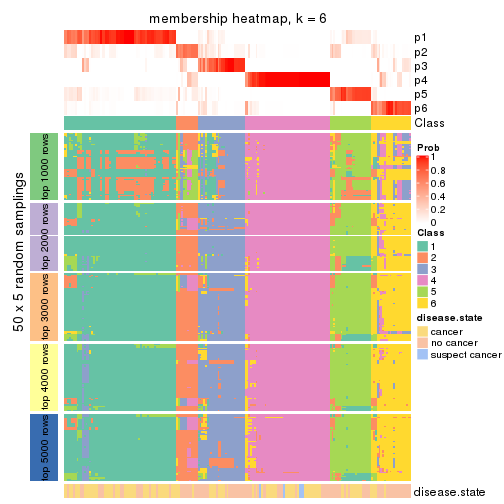 membership heatmap, k = 6
p1
p2
p3
p4
p5
p6
Class
50 x 5 random samplings
top 1000 rows
top 2000 rows
top 3000 rows
top 4000 rows
top 5000 rows
Prob
1
0.8
0.6
0.4
0.2
0
Class
1
2
3
4
5
6
disease.state
cancer
no cancer
suspect cancer
disease.state